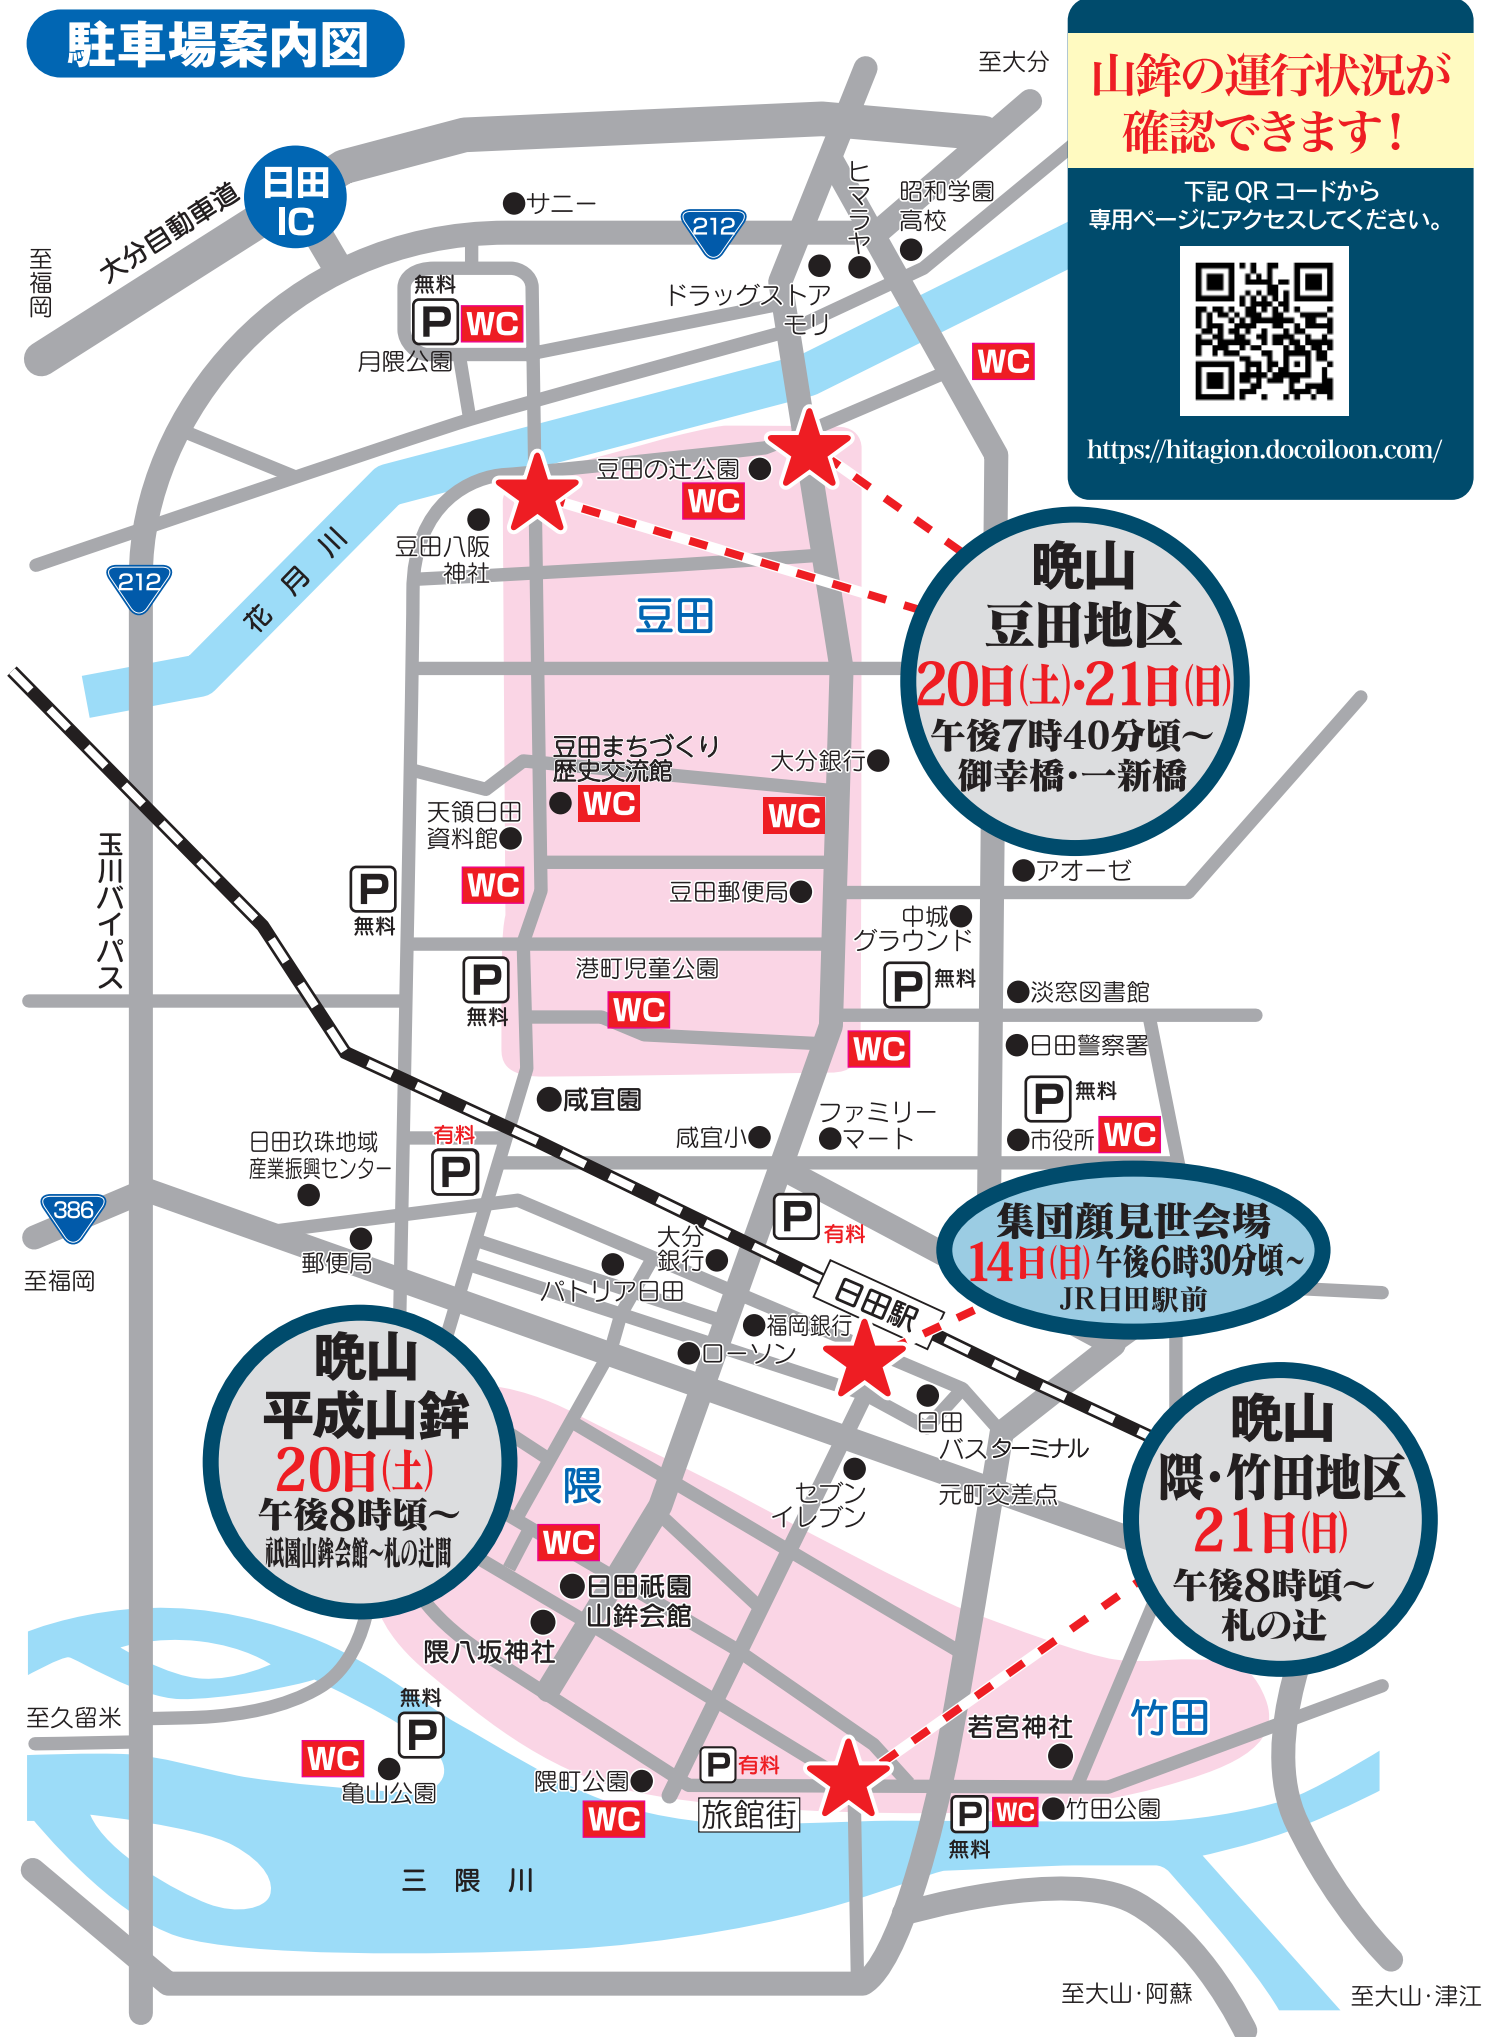 駐車場案内図
至大分
山鉾の運行状況が
確認できます！
下記 QR コードから
専用ページにアクセスしてください。
https://hitagion.docoiloon.com/
日田
IC
大分自動車道
至福岡
サニー
212
ヒマラヤ
昭和学園
高校
ドラッグストア
モリ
無料
P
WC
月隈公園
WC
豆田の辻公園
WC
豆田八阪
神社
212
花月川
豆田
晩山
豆田地区
20日(土)・21日(日)
午後7時40分頃～
御幸橋・一新橋
豆田まちづくり
歴史交流館
WC
大分銀行
WC
天領日田
資料館
WC
玉川バイパス
P
無料
豆田郵便局
アオーゼ
中城
グラウンド
P
無料
P
無料
港町児童公園
WC
淡窓図書館
WC
日田警察署
P
無料
市役所
WC
咸宜園
咸宜小
ファミリー
マート
日田玖珠地域
産業振興センター
有料
P
386
至福岡
郵便局
大分
銀行
パトリア日田
P
有料
日田駅
集団顔見世会場
14日(日)午後6時30分頃～
JR日田駅前
福岡銀行
ローソン
日田
バスターミナル
晩山
平成山鉾
20日(土)
午後8時頃～
祇園山鉾会館～札の辻間
隈
WC
セブン
イレブン
元町交差点
晩山
隈・竹田地区
21日(日)
午後8時頃～
札の辻
日田祇園
山鉾会館
隈八坂神社
至久留米
無料
P
WC
亀山公園
若宮神社
竹田
隈町公園
WC
P
有料
旅館街
P
WC
竹田公園
無料
三隈川
至大山・阿蘇
至大山・津江